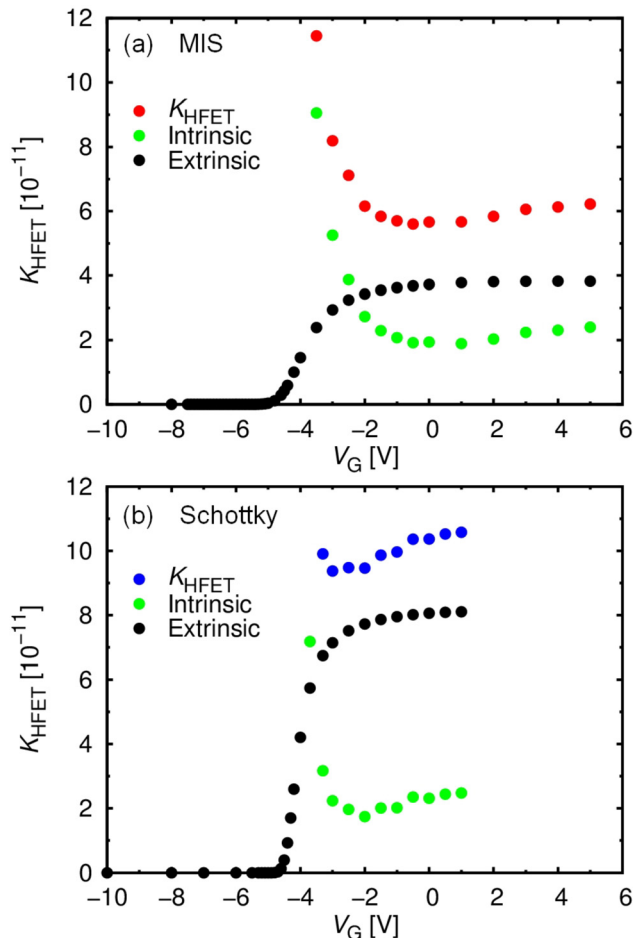 12
(a) MIS
10
K_HFET
Intrinsic
Extrinsic
8
6
4
2
0
K_HFET [10^−11]
−10 −8 −6 −4 −2 0 2 4 6
V_G [V]
12
(b) Schottky
10
K_HFET
Intrinsic
Extrinsic
8
6
4
2
0
K_HFET [10^−11]
−10 −8 −6 −4 −2 0 2 4 6
V_G [V]